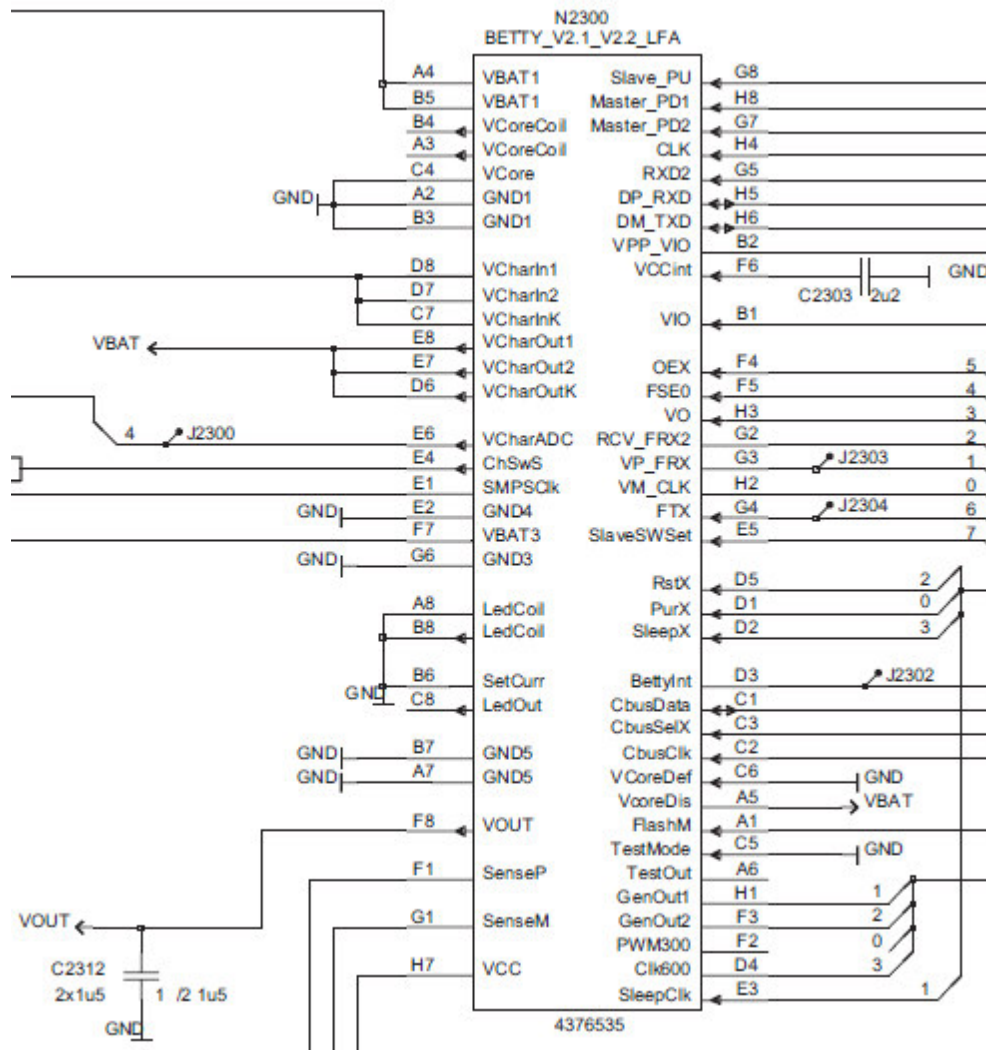 N2300
BETTY_V2.1_V2.2_LFA
A4 VBAT1 Slave_PU G8
B5 VBAT1 Master_PD1 H8
B4 VCoreCoil Master_PD2 G7
A3 VCoreCoil CLK H4
C4 VCore RXD2 G5
GND A2 GND1 DP_RXD H5
B3 GND1 DM_TXD H6
VPP_VIO B2
D8 VCharIn1 VCCint F6 GND
D7 VCharIn2 C2303 2u2
C7 VCharInK VIO B1
VBAT E8 VCharOut1
E7 VCharOut2 OEX F4 5
D6 VCharOutK FSE0 F5 4
VO H3 3
4 J2300 E6 VCharADC RCV_FRX2 G2 2
E4 ChSwS VP_FRX G3 J2303 1
E1 SMPSClk VM_CLK H2 0
GND E2 GND4 FTX G4 J2304 6
F7 VBAT3 SlaveSWSet E5 7
GND G6 GND3
RstX D5 2
A8 LedCoil PurX D1 0
B8 LedCoil SleepX D2 3
GND B6 SetCurr BettyInt D3 J2302
C8 LedOut CbusData C1
CbusSelX C3
GND B7 GND5 CbusClk C2
GND A7 GND5 VCoreDef C6 GND
VcoreDis A5 VBAT
F8 VOUT FlashM A1
TestMode C5 GND
F1 SenseP TestOut A6
GenOut1 H1 1
VOUT G1 SenseM GenOut2 F3 2
PWM300 F2 0
C2312 H7 VCC Clk600 D4 3
2x1u5 1 /2 1u5 SleepClk E3 1
GND 4376535